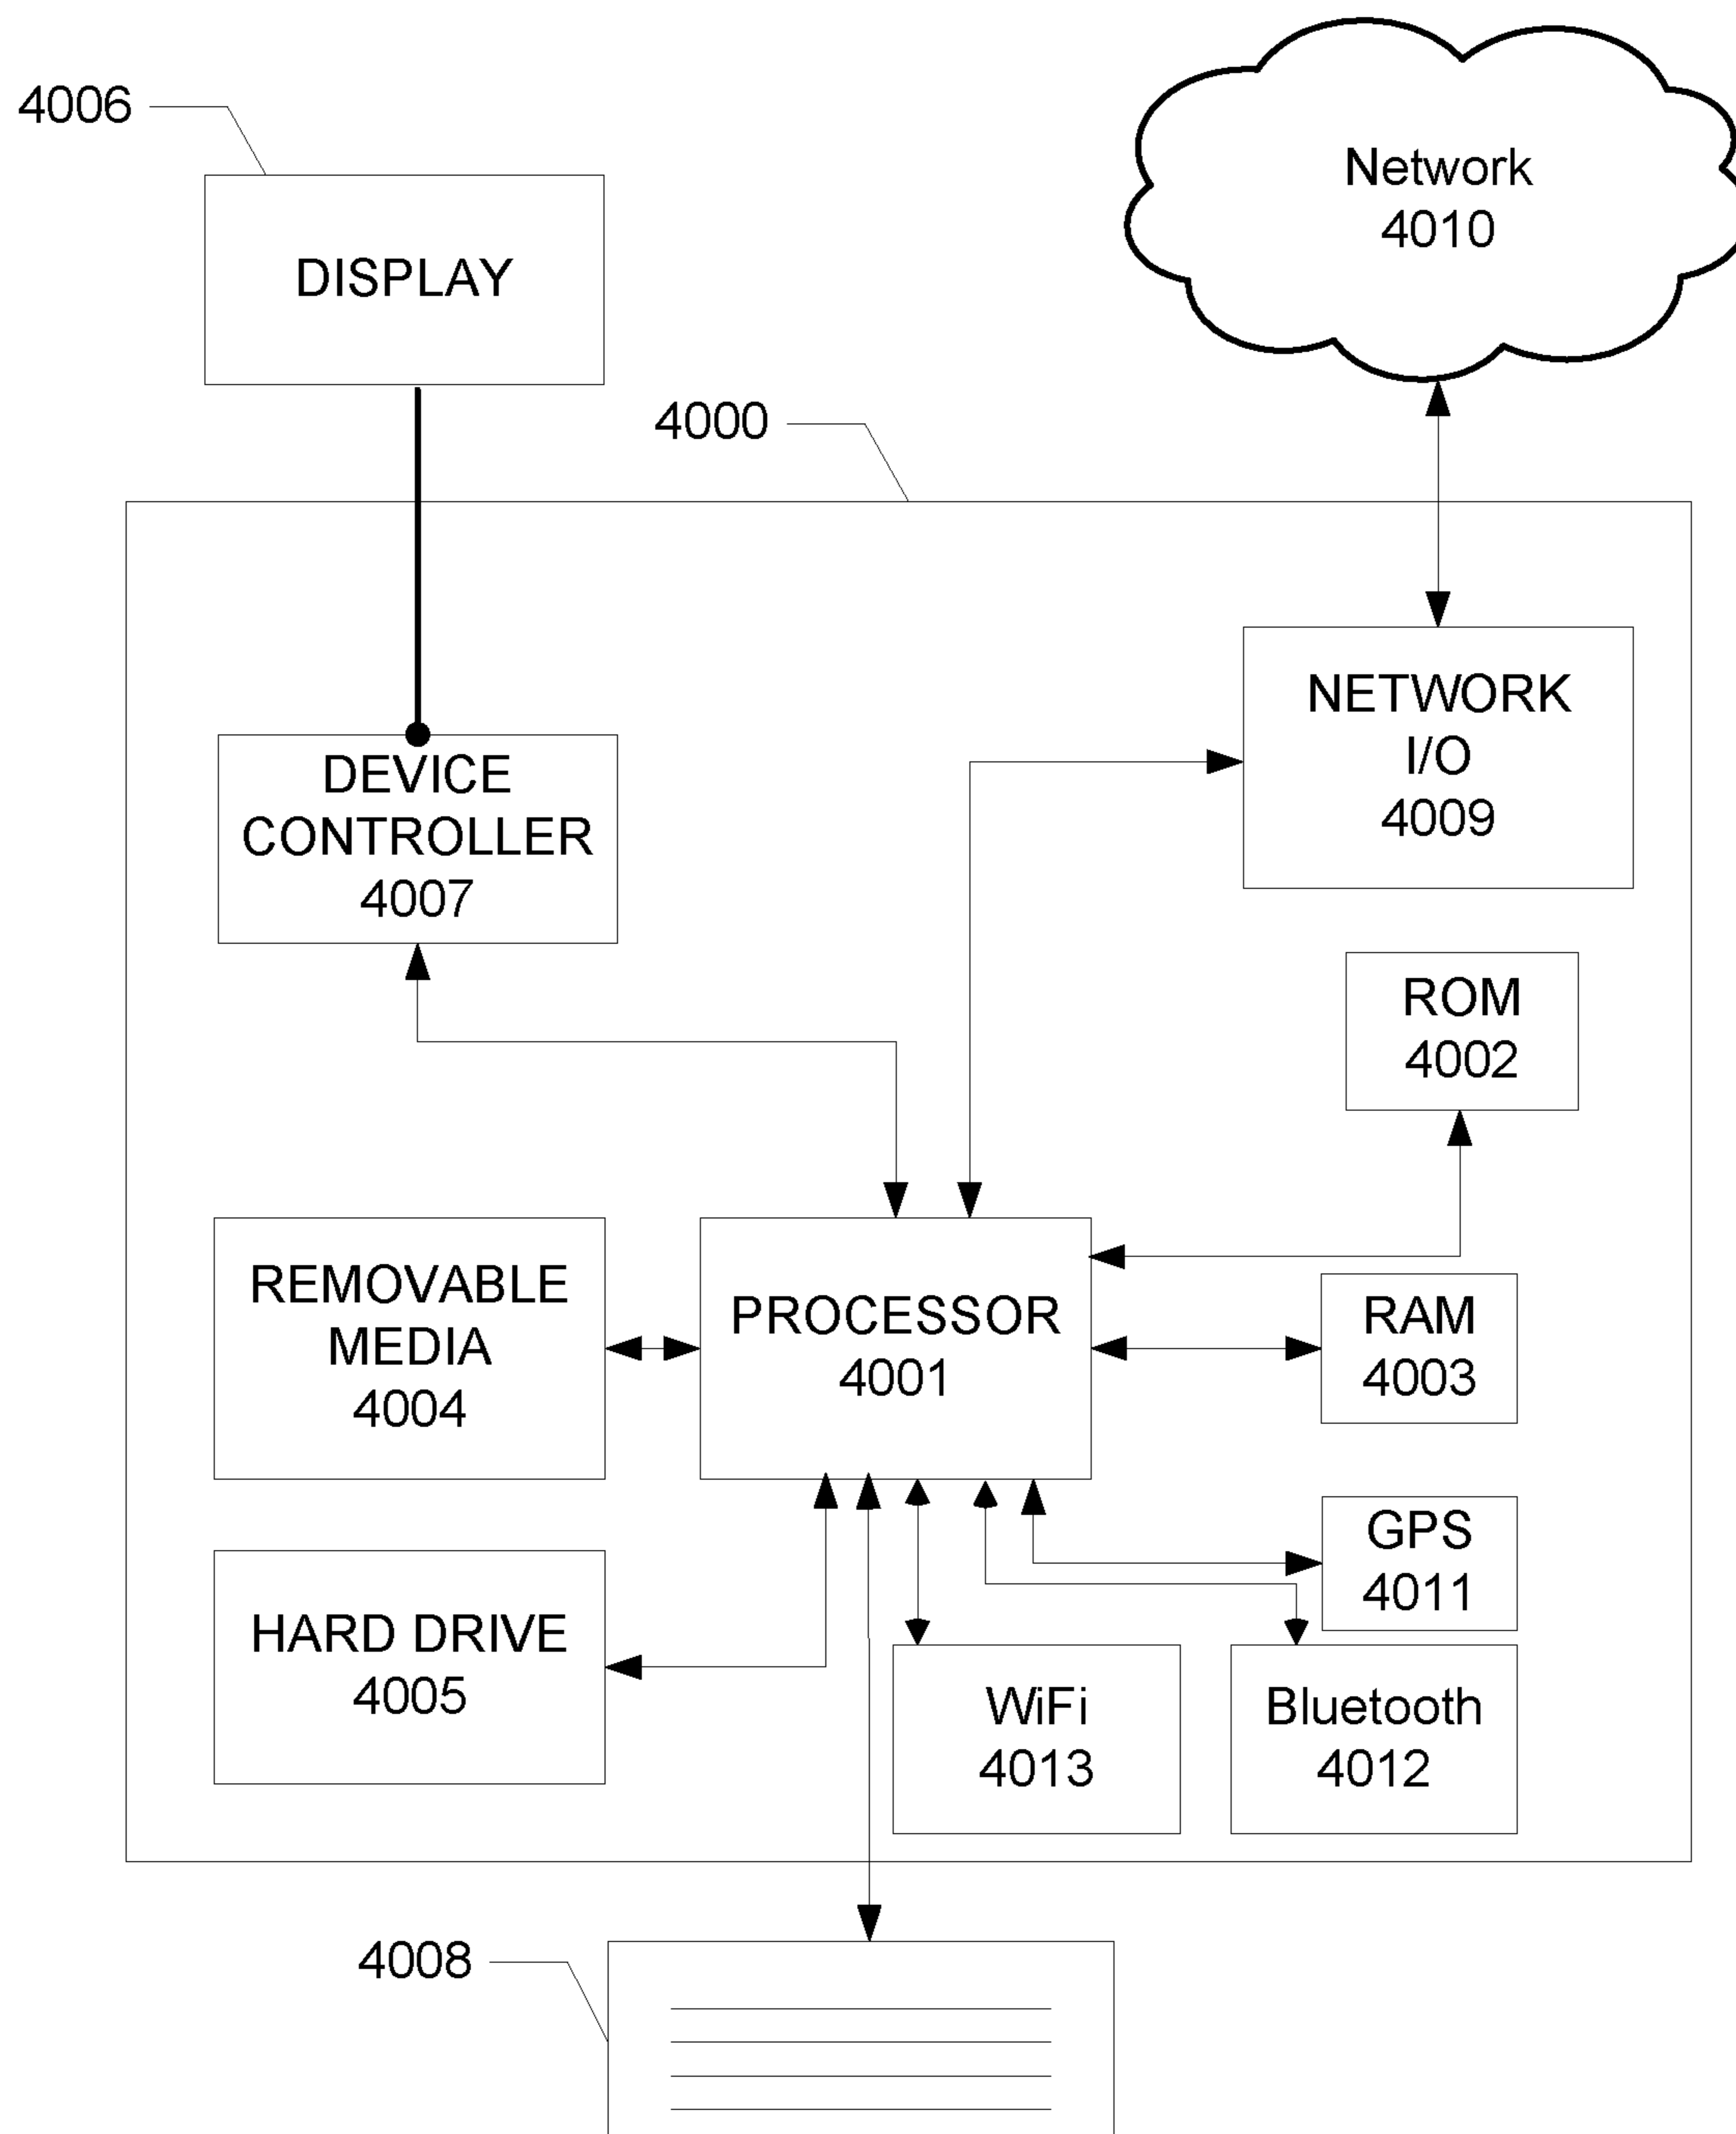 4006
DISPLAY
Network
4010
4000
NETWORK
I/O
4009
DEVICE
CONTROLLER
4007
ROM
4002
REMOVABLE
MEDIA
4004
PROCESSOR
4001
RAM
4003
GPS
4011
HARD DRIVE
4005
WiFi
4013
Bluetooth
4012
4008